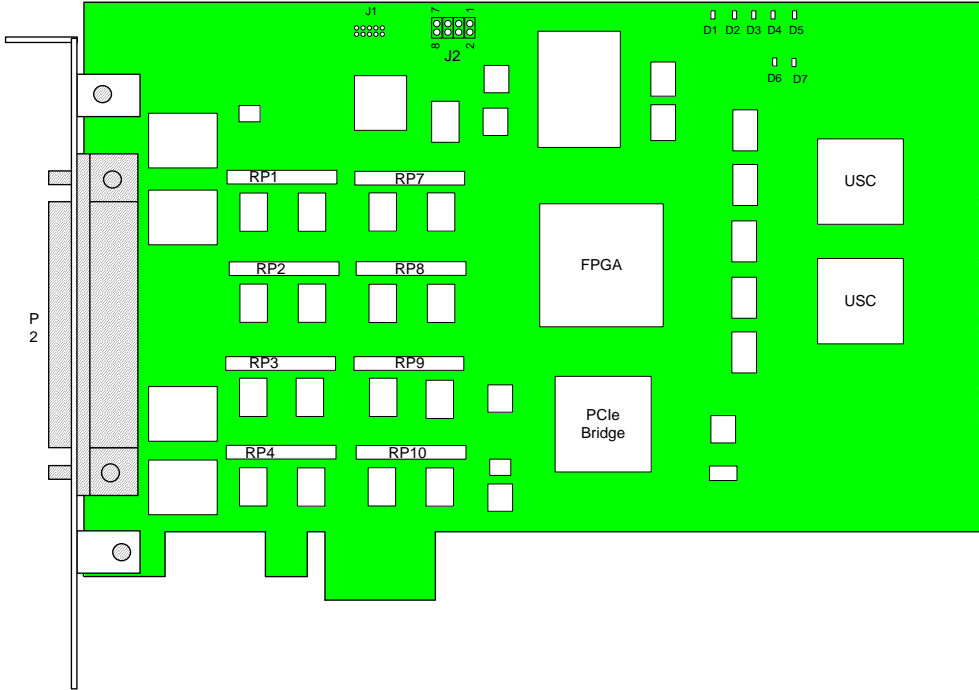 J1
7 1
8 2
J2
D1 D2 D3 D4 D5
D6 D7
RP1 RP7
USC
RP2 RP8
FPGA
USC
P
2
RP3 RP9
PCIe
Bridge
RP4 RP10